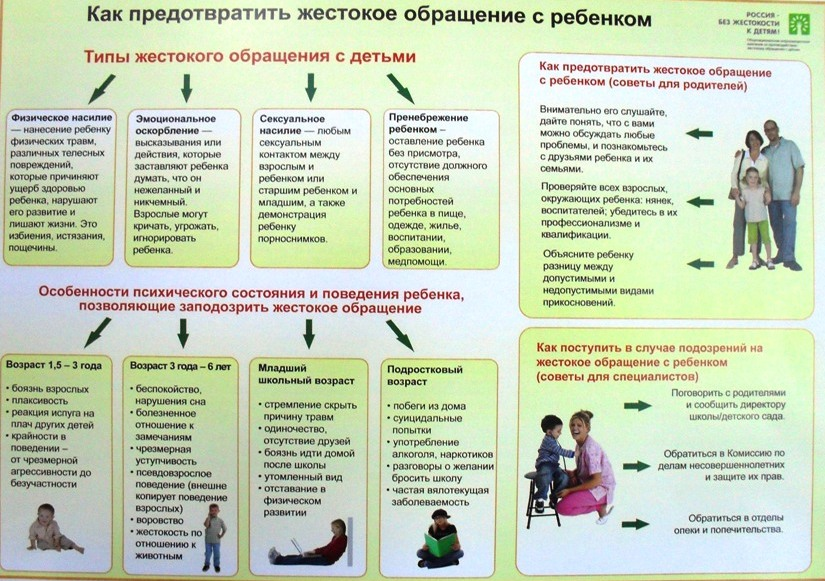 Как предотвратить жестокое обращение с ребенком
РОССИЯ -
БЕЗ ЖЕСТОКОСТИ
К ДЕТЯМ!
Типы жестокого обращения с детьми
Физическое насилие
— нанесение ребенку
физических травм,
различных телесных
повреждений,
которые причиняют
ущерб здоровью
ребенка, нарушают
его развитие и
лишают жизни. Это
избиения, истязания,
пощечины.
Эмоциональное
оскорбление —
высказывания или
действия, которые
заставляют ребенка
думать, что он
нежеланный и
никчемный.
Взрослые могут
кричать, угрожать,
игнорировать
ребенка.
Сексуальное
насилие — любым
сексуальным
контактом между
взрослым и
ребенком или
старшим ребенком и
младшим, а также
демонстрация
ребенку
порноснимков.
Пренебрежение
ребенком –
оставление ребенка
без присмотра,
отсутствие должного
обеспечения
основных
потребностей
ребенка в пище,
одежде, жилье,
воспитании,
образовании,
медпомощи.
Особенности психического состояния и поведения ребенка,
позволяющие заподозрить жестокое обращение
Возраст 1,5 – 3 года
• боязнь взрослых
• плаксивость
• реакция испуга на
плач других детей
• крайности в
поведении –
от чрезмерной
агрессивности до
безучастности
Возраст 3 года – 6 лет
• беспокойство,
нарушения сна
• болезненное
отношение к
замечаниям
• чрезмерная
уступчивость
• псевдовзрослое
поведение (внешне
копирует поведение
взрослых)
• воровство
• жестокость по
отношению к
животным
Младший
школьный возраст
• стремление скрыть
причину травм
• одиночество,
отсутствие друзей
• боязнь идти домой
после школы
• утомленный вид
• отставание в
физическом
развитии
Подростковый
возраст
• побеги из дома
• суицидальные
попытки
• употребление
алкоголя, наркотиков
• разговоры о желании
бросить школу
• частая вялотекущая
заболеваемость
Как предотвратить жестокое обращение
с ребенком (советы для родителей)
Внимательно его слушайте,
дайте понять, что с вами
можно обсуждать любые
проблемы, и познакомьтесь
с друзьями ребенка и их
семьями.
Проверяйте всех взрослых,
окружающих ребенка: нянек,
воспитателей; убедитесь в их
профессионализме и
квалификации.
Объясните ребенку
разницу между
допустимыми и
недопустимыми видами
прикосновений.
Как поступить в случае подозрений на
жестокое обращение с ребенком
(советы для специалистов)
Поговорить с родителями
и сообщить директору
школы/детского сада.
Обратиться в Комиссию по
делам несовершеннолетних
и защите их прав.
Обратиться в отделы
опеки и попечительства.